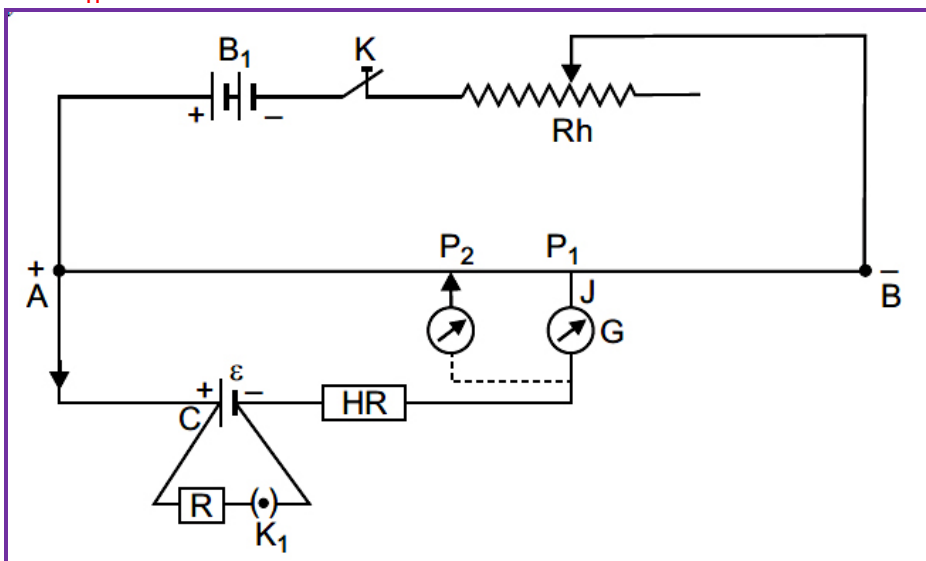 B₁ K
+ –
Rh
P₂ P₁
+ –
A J B
G
ε
+ –
C HR
R (•)
K₁